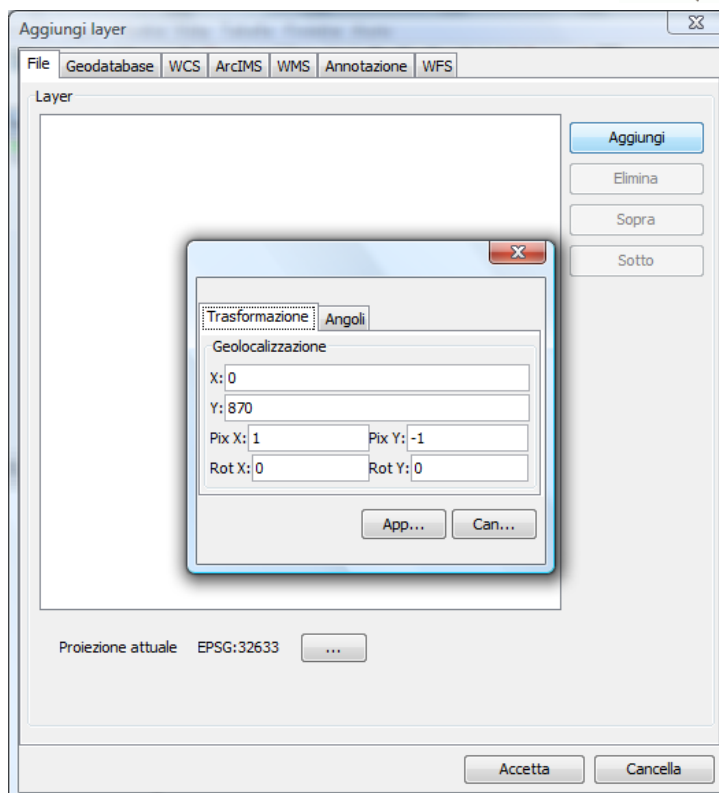 Aggiungi layer
File Geodatabase WCS ArcIMS WMS Annotazione WFS
Layer
Aggiungi
Elimina
Sopra
Sotto
Trasformazione Angoli
Geolocalizzazione
X: 0
Y: 870
Pix X: 1 Pix Y: -1
Rot X: 0 Rot Y: 0
App... Can...
Proiezione attuale EPSG:32633 ...
Accetta Cancella